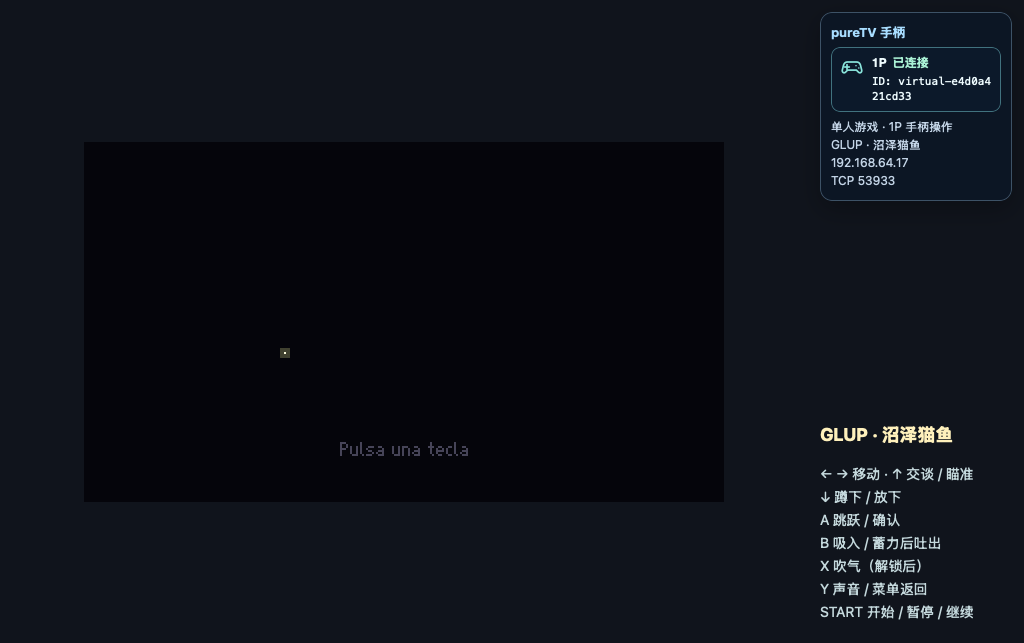 pureTV 手柄
1P 已连接
ID: virtual-e4d0a4
21cd33
单人游戏 · 1P 手柄操作
GLUP · 沼泽猫鱼
192.168.64.17
TCP 53933
Pulsa una tecla
GLUP · 沼泽猫鱼
← → 移动 · ↑ 交谈 / 瞄准
↓ 蹲下 / 放下
A 跳跃 / 确认
B 吸入 / 蓄力后吐出
X 吹气（解锁后）
Y 声音 / 菜单返回
START 开始 / 暂停 / 继续